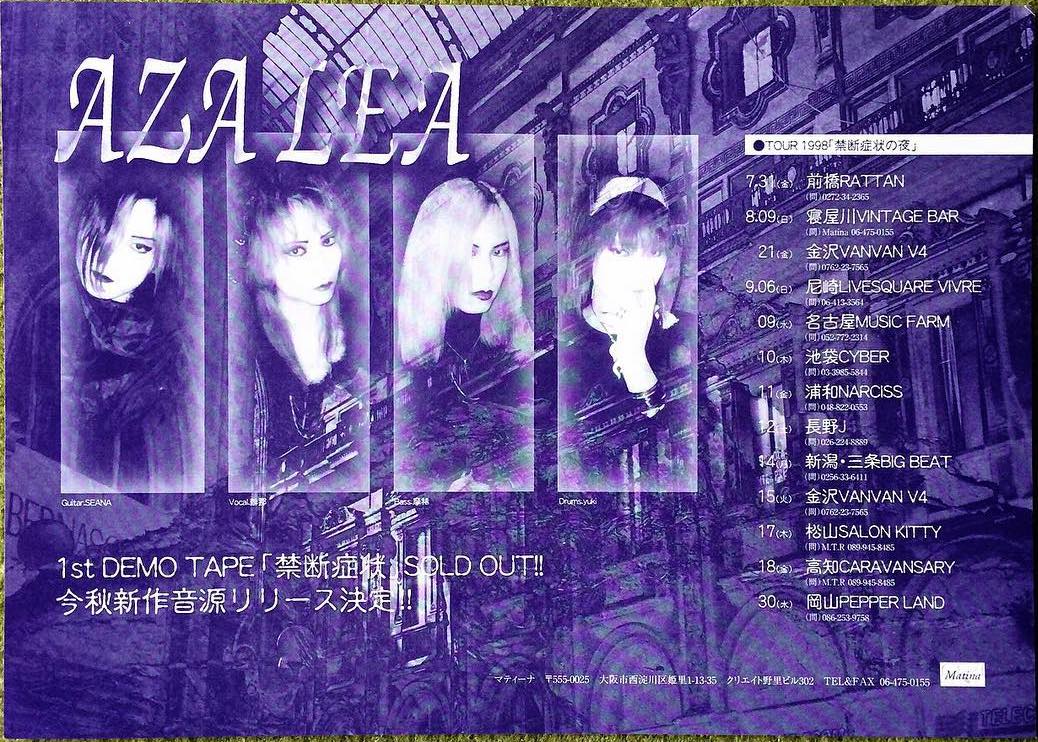 AZALEA
Guitar.SEANA
Vocal.
Bass.
Drums.yuki
1st DEMO TAPE「禁断症状」SOLD OUT!!
今秋新作音源リリース決定!!
●TOUR 1998「禁断症状の夜」
7.31(金) 前橋RATTAN
(問)0272-34-2365
8.09(日) 寝屋川VINTAGE BAR
(問)Matina 06-475-0155
21(金) 金沢VANVAN V4
(問)0762-23-7565
9.06(日) 尼崎LIVESQUARE VIVRE
(問)06-413-3561
09(水) 名古屋MUSIC FARM
(問)052-772-2314
10(木) 池袋CYBER
(問)03-3985-5844
11(金) 浦和NARCISS
(問)048-822-0553
12(土) 長野J
(問)026-224-8889
14(月) 新潟・三条BIG BEAT
(問)0256-33-6111
15(火) 金沢VANVAN V4
(問)0762-23-7565
17(木) 松山SALON KITTY
(問)M.T.R 089-945-8485
18(金) 高知CARAVANSARY
(問)M.T.R 089-945-8485
30(水) 岡山PEPPER LAND
(問)086-253-9758
マティーナ 〒555-0025 大阪市西淀川区姫里1-13-35 クリエイト野里ビル302 TEL&FAX 06-475-0155
Matina